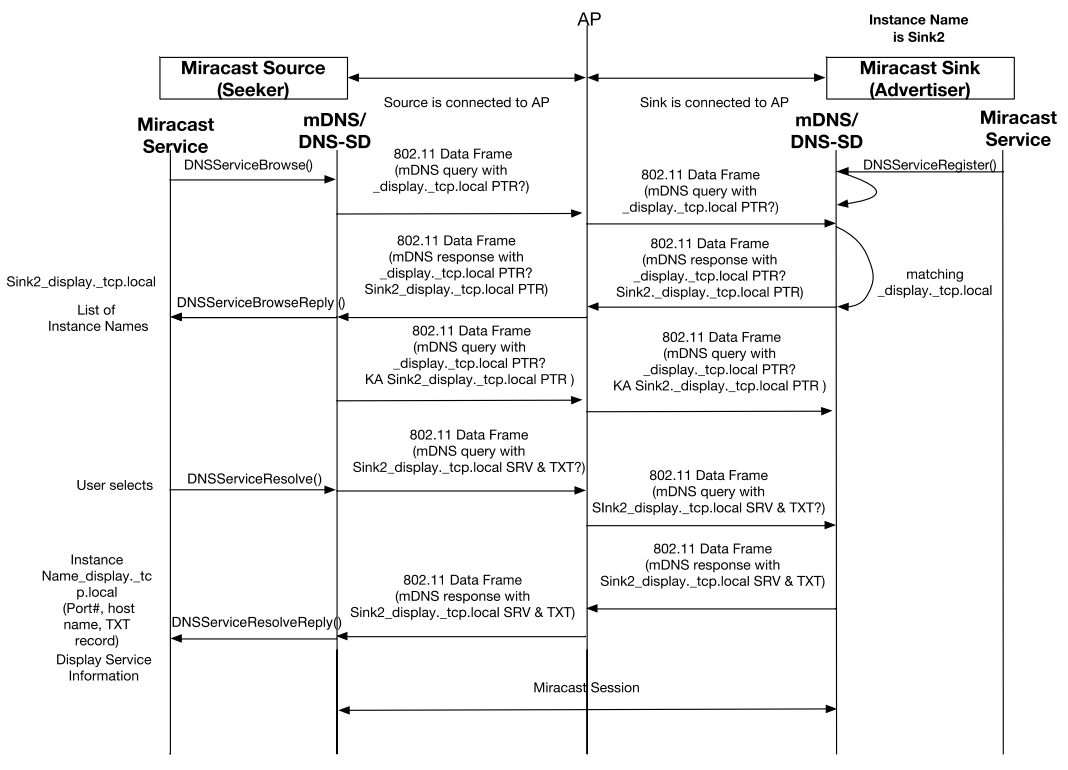 AP
Instance Name
is Sink2
Miracast Source
(Seeker)
Miracast Sink
(Advertiser)
Source is connected to AP
Sink is connected to AP
Miracast
Service
mDNS/
DNS-SD
mDNS/
DNS-SD
Miracast
Service
DNSServiceBrowse()
802.11 Data Frame
(mDNS query with
_display._tcp.local PTR?)
802.11 Data Frame
(mDNS query with
_display._tcp.local PTR?)
DNSServiceRegister()
802.11 Data Frame
(mDNS response with
_display._tcp.local PTR?
Sink2_display._tcp.local PTR)
802.11 Data Frame
(mDNS response with
_display._tcp.local PTR?
Sink2._display._tcp.local PTR)
matching
_display._tcp.local
Sink2_display._tcp.local
DNSServiceBrowseReply ()
List of
Instance Names
802.11 Data Frame
(mDNS query with
_display._tcp.local PTR?
KA Sink2_display._tcp.local PTR )
802.11 Data Frame
(mDNS query with
_display._tcp.local PTR?
KA Sink2._display._tcp.local PTR )
802.11 Data Frame
(mDNS query with
Sink2_display._tcp.local SRV & TXT?)
User selects
DNSServiceResolve()
802.11 Data Frame
(mDNS query with
SInk2_display._tcp.local SRV & TXT?)
802.11 Data Frame
(mDNS response with
Sink2_display._tcp.local SRV & TXT)
Instance
Name_display._tc
p.local
(Port#, host
name, TXT
record)
802.11 Data Frame
(mDNS response with
Sink2_display._tcp.local SRV & TXT)
DNSServiceResolveReply()
Display Service
Information
Miracast Session